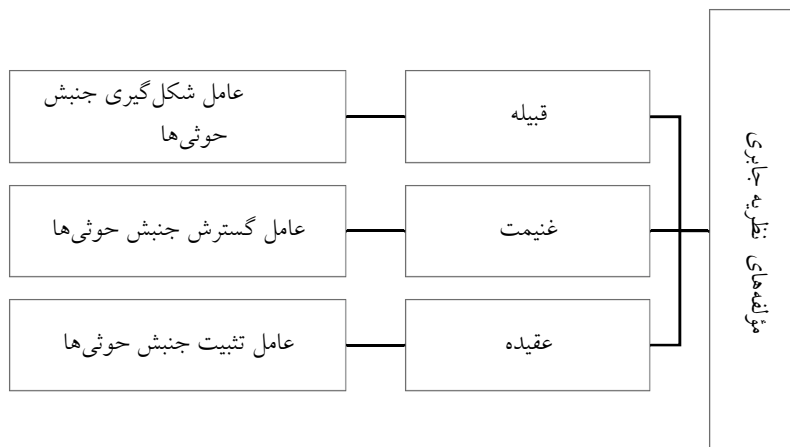 مؤلفه‌های نظریه جابری
قبیله
عامل شکل‌گیری جنبش
حوثی‌ها
غنیمت
عامل گسترش جنبش حوثی‌ها
عقیده
عامل تثبیت جنبش حوثی‌ها